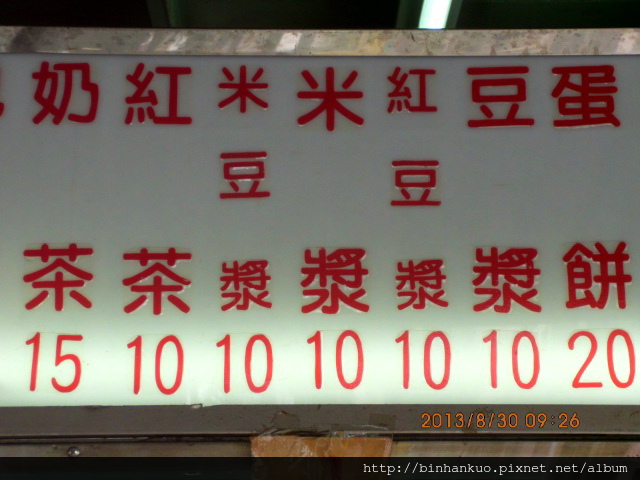 蛋餅 20
豆漿 10
紅豆漿 10
米漿 10
米豆漿 10
紅茶 10
奶茶 15
2013/8/30 09:26
http://binhankuo.pixnet.net/album